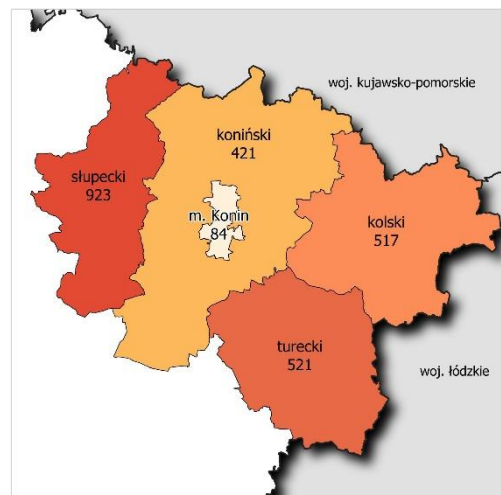 woj. kujawsko-pomorskie
koniński
421
słupecki
923
m. Konin
84
kolski
517
turecki
521
woj. łódzkie